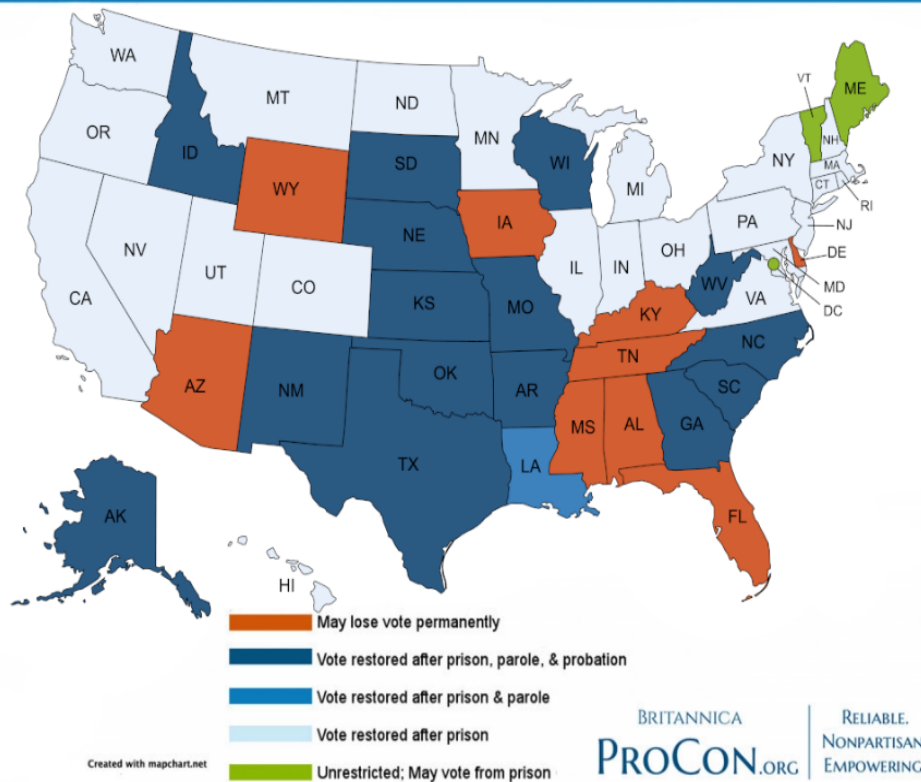 WA
MT
ND
MN
VT
ME
OR
ID
SD
WI
MI
NY
NH
MA
CT
RI
WY
IA
NE
PA
NJ
NV
UT
CO
IL
IN
OH
DE
MD
DC
CA
KS
MO
WV
VA
KY
AZ
NM
OK
AR
TN
NC
SC
TX
LA
MS
AL
GA
FL
AK
HI
May lose vote permanently
Vote restored after prison, parole, & probation
Vote restored after prison & parole
Vote restored after prison
Unrestricted; May vote from prison
Created with mapchart.net
BRITANNICA
PROCON.ORG
RELIABLE.
NONPARTISAN
EMPOWERING